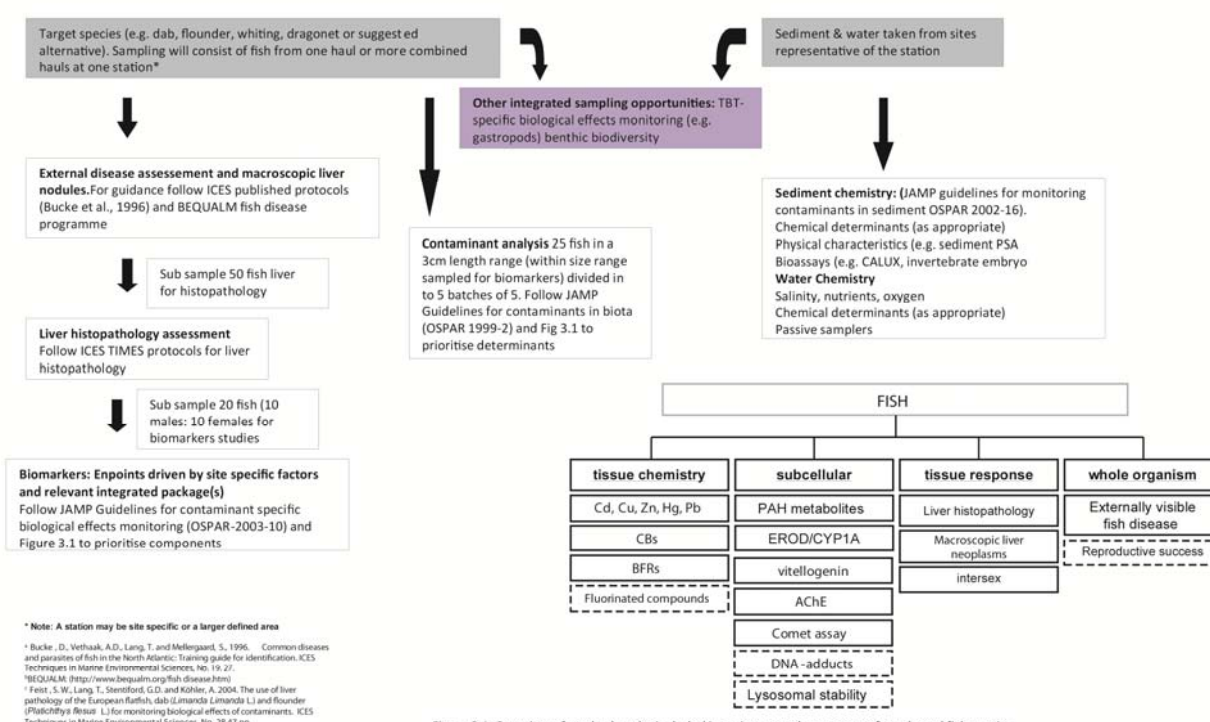 Target species (e.g. dab, flounder, whiting, dragonet or suggested
alternative). Sampling will consist of fish from one haul or more combined
hauls at one station*
Sediment & water taken from sites
representative of the station
Other integrated sampling opportunities: TBT-
specific biological effects monitoring (e.g.
gastropods) benthic biodiversity
External disease assessement and macroscopic liver
nodules.For guidance follow ICES published protocols
(Bucke et al., 1996) and BEQUALM fish disease
programme
Sub sample 50 fish liver
for histopathology
Liver histopathology assessment
Follow ICES TIMES protocols for liver
histopathology
Sub sample 20 fish (10
males: 10 females for
biomarkers studies
Biomarkers: Enpoints driven by site specific factors
and relevant integrated package(s)
Follow JAMP Guidelines for contaminant specific
biological effects monitoring (OSPAR-2003-10) and
Figure 3.1 to prioritise components
Contaminant analysis 25 fish in a
3cm length range (within size range
sampled for biomarkers) divided in
to 5 batches of 5. Follow JAMP
Guidelines for contaminants in biota
(OSPAR 1999-2) and Fig 3.1 to
prioritise determinants
Sediment chemistry: (JAMP guidelines for monitoring
contaminants in sediment OSPAR 2002-16).
Chemical determinants (as appropriate)
Physical characteristics (e.g. sediment PSA
Bioassays (e.g. CALUX, invertebrate embryo
Water Chemistry
Salinity, nutrients, oxygen
Chemical determinants (as appropriate)
Passive samplers
FISH
tissue chemistry
Cd, Cu, Zn, Hg, Pb
CBs
BFRs
Fluorinated compounds
subcellular
PAH metabolites
EROD/CYP1A
vitellogenin
AChE
Comet assay
DNA -adducts
Lysosomal stability
tissue response
Liver histopathology
Macroscopic liver
neoplasms
intersex
whole organism
Externally visible
fish disease
Reproductive success
* Note: A station may be site specific or a larger defined area
ᵃ Bucke , D., Vethaak, A.D., Lang, T. and Mellergaard, S., 1996. Common diseases
and parasites of fish in the North Atlantic: Training guide for identification. ICES
Techniques in Marine Environmental Sciences, No. 19. 27.
ᵇBEQUALM: (http://www.bequalm.org/fish disease.htm)
ᶜ Feist , S.W., Lang, T., Stentiford, G.D. and Köhler, A. 2004. The use of liver
pathology of the European flatfish, dab (Limanda Limanda L.) and flounder
(Platichthys flesus L.) for monitoring biological effects of contaminants. ICES
Techniques in Marine Environmental Sciences, No. 28